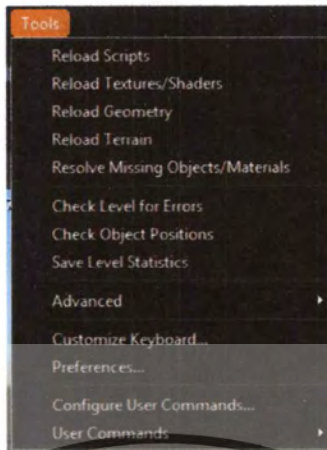 Tools
Reload Scripts
Reload Textures/Shaders
Reload Geometry
Reload Terrain
Resolve Missing Objects/Materials
Check Level for Errors
Check Object Positions
Save Level Statistics
Advanced
Customize Keyboard...
Preferences...
Configure User Commands...
User Commands